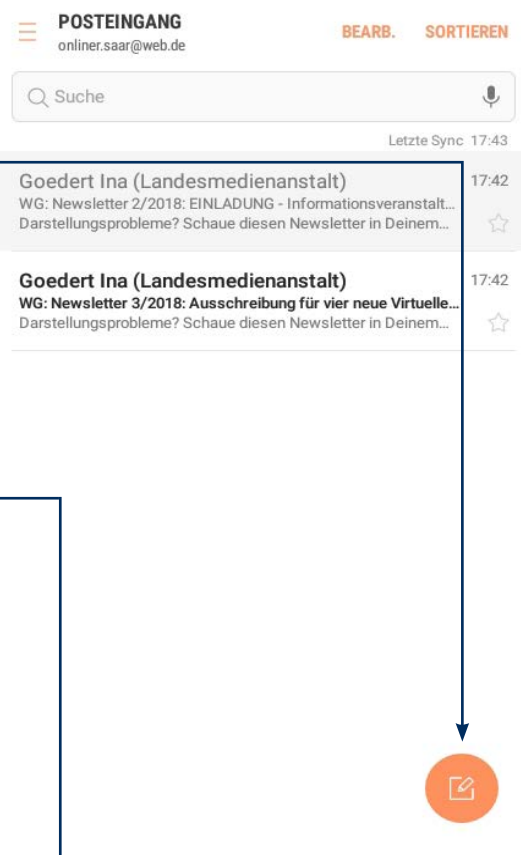 POSTEINGANG
onliner.saar@web.de
BEARB. SORTIEREN
Suche
Letzte Sync 17:43
Goedert Ina (Landesmedienanstalt) 17:42
WG: Newsletter 2/2018: EINLADUNG - Informationsveranstalt...
Darstellungsprobleme? Schaue diesen Newsletter in Deinem...
Goedert Ina (Landesmedienanstalt) 17:42
WG: Newsletter 3/2018: Ausschreibung für vier neue Virtuelle...
Darstellungsprobleme? Schaue diesen Newsletter in Deinem...